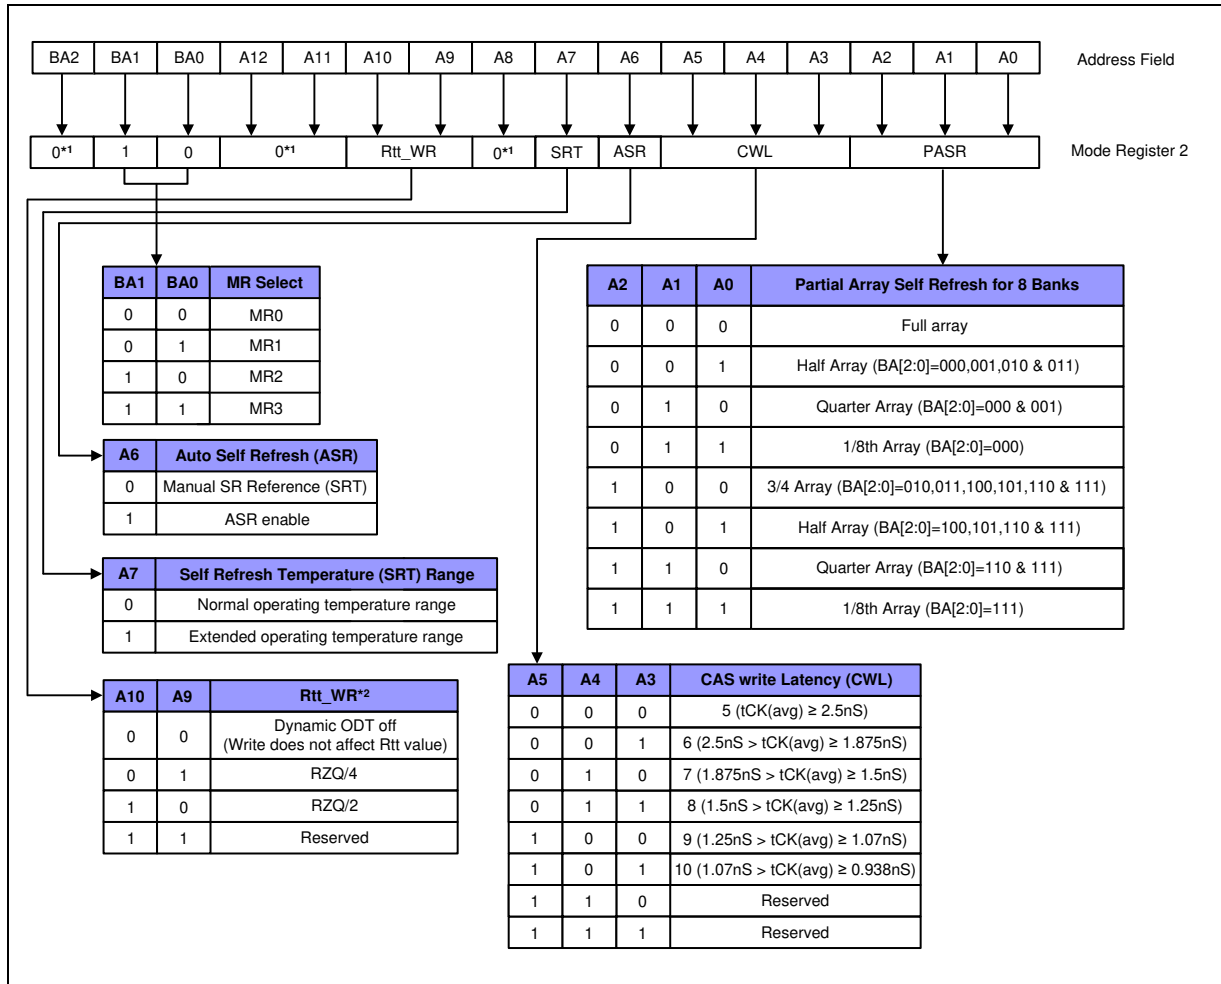 BA2 BA1 BA0 A12 A11 A10 A9 A8 A7 A6 A5 A4 A3 A2 A1 A0 Address Field
0*1 1 0 0*1 Rtt_WR 0*1 SRT ASR CWL PASR Mode Register 2
BA1 BA0 MR Select
0 0 MR0
0 1 MR1
1 0 MR2
1 1 MR3
A6 Auto Self Refresh (ASR)
0 Manual SR Reference (SRT)
1 ASR enable
A7 Self Refresh Temperature (SRT) Range
0 Normal operating temperature range
1 Extended operating temperature range
A10 A9 Rtt_WR*2
0 0 Dynamic ODT off
(Write does not affect Rtt value)
0 1 RZQ/4
1 0 RZQ/2
1 1 Reserved
A2 A1 A0 Partial Array Self Refresh for 8 Banks
0 0 0 Full array
0 0 1 Half Array (BA[2:0]=000,001,010 & 011)
0 1 0 Quarter Array (BA[2:0]=000 & 001)
0 1 1 1/8th Array (BA[2:0]=000)
1 0 0 3/4 Array (BA[2:0]=010,011,100,101,110 & 111)
1 0 1 Half Array (BA[2:0]=100,101,110 & 111)
1 1 0 Quarter Array (BA[2:0]=110 & 111)
1 1 1 1/8th Array (BA[2:0]=111)
A5 A4 A3 CAS write Latency (CWL)
0 0 0 5 (tCK(avg) ≥ 2.5nS)
0 0 1 6 (2.5nS > tCK(avg) ≥ 1.875nS)
0 1 0 7 (1.875nS > tCK(avg) ≥ 1.5nS)
0 1 1 8 (1.5nS > tCK(avg) ≥ 1.25nS)
1 0 0 9 (1.25nS > tCK(avg) ≥ 1.07nS)
1 0 1 10 (1.07nS > tCK(avg) ≥ 0.938nS)
1 1 0 Reserved
1 1 1 Reserved